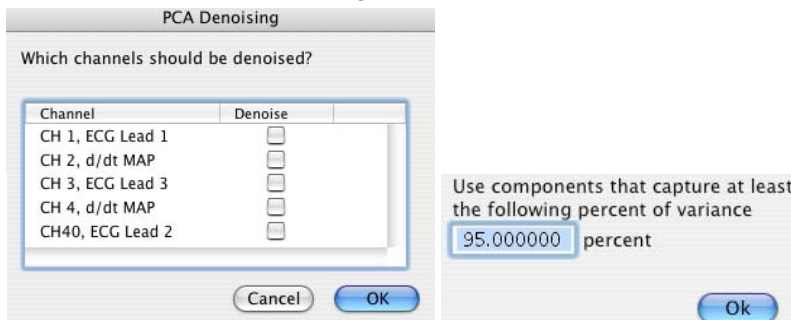 PCA Denoising
Which channels should be denoised?
Channel Denoise
CH 1, ECG Lead 1
CH 2, d/dt MAP
CH 3, ECG Lead 3
CH 4, d/dt MAP
CH40, ECG Lead 2
Cancel OK
Use components that capture at least
the following percent of variance
95.000000 percent
Ok